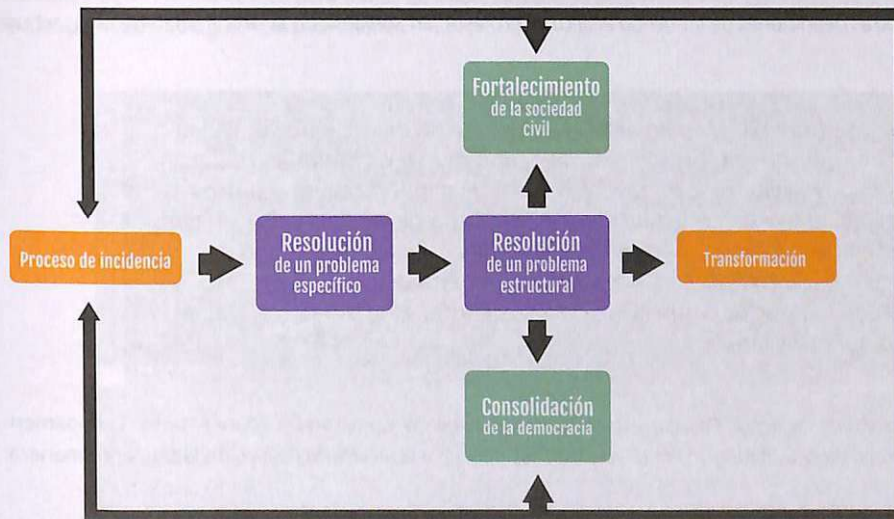 Fortalecimiento
de la sociedad
civil
Proceso de incidencia
Resolución
de un problema
específico
Resolución
de un problema
estructural
Transformación
Consolidación
de la democracia